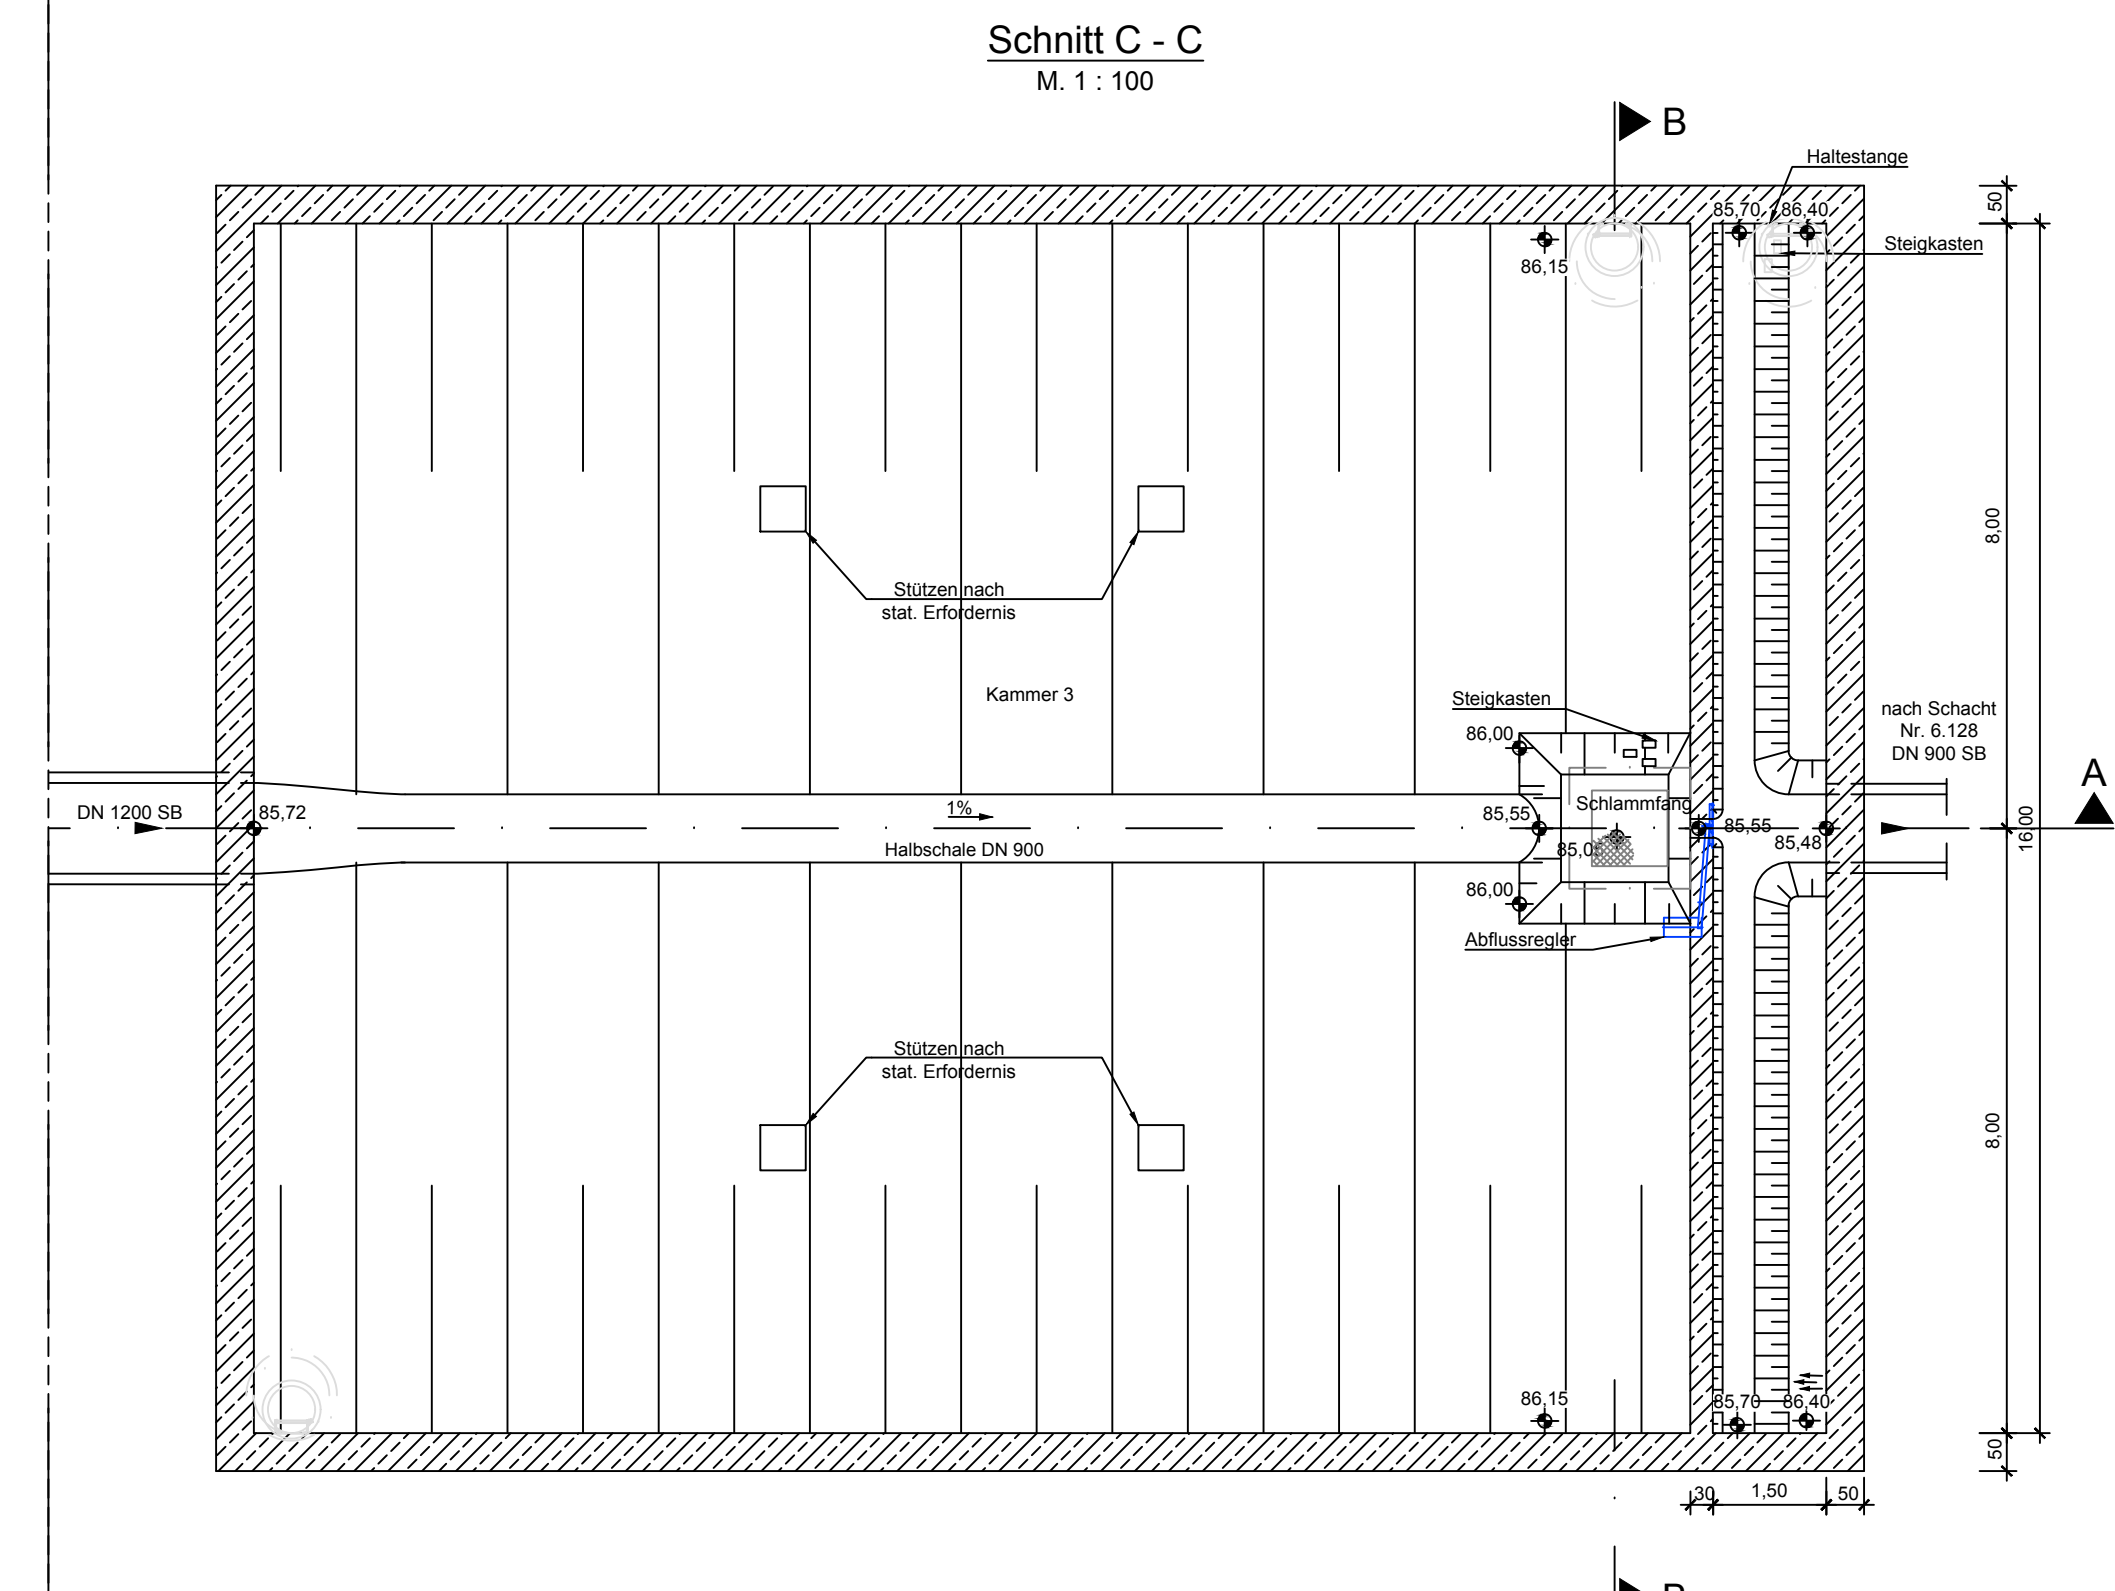 Schnitt C - C
M. 1 : 100
B
Haltestange
50
85,70
86,40
Steigkasten
86,15
8,00
Stützen nach
stat. Erfordernis
Kammer 3
Steigkasten
nach Schacht
Nr. 6.128
DN 900 SB
86,00
A
DN 1200 SB
85,72
1%
85,55
Schlammfang
85,55
16,00
85,48
Halbschale DN 900
85,0
86,00
Abflussregler
Stützen nach
stat. Erfordernis
8,00
86,15
85,70
86,40
50
30
1,50
50
B